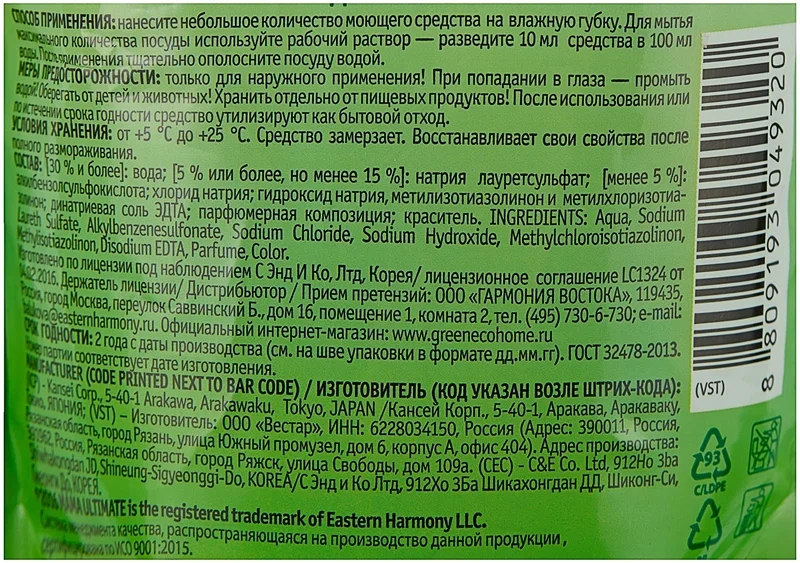 СПОСОБ ПРИМЕНЕНИЯ: нанесите небольшое количество моющего средства на влажную губку. Для мытья
максимального количества посуды используйте рабочий раствор — разведите 10 мл средства в 100 мл
воды. После применения тщательно ополосните посуду водой.
МЕРЫ ПРЕДОСТОРОЖНОСТИ: только для наружного применения! При попадании в глаза — промыть
водой! Оберегать от детей и животных! Хранить отдельно от пищевых продуктов! После использования или
по истечении срока годности средство утилизируют как бытовой отход.
УСЛОВИЯ ХРАНЕНИЯ: от +5 °C до +25 °C. Средство замерзает. Восстанавливает свои свойства после
полного размораживания.
СОСТАВ: [30 % и более]: вода; [5 % или более, но менее 15 %]: натрия лауретсульфат; [менее 5 %]:
алкилбензолсульфокислота; хлорид натрия; гидроксид натрия, метилизотиазолинон и метилхлоризотиа-
золинон; динатриевая соль ЭДТА; парфюмерная композиция; краситель. INGREDIENTS: Aqua, Sodium
Laureth Sulfate, Alkylbenzenesulfonate, Sodium Chloride, Sodium Hydroxide, Methylchloroisotiazolinon,
Methylisotiazolinon, Disodium EDTA, Parfume, Color.
Изготовлено по лицензии под наблюдением С Энд И Ко, Лтд, Корея/ лицензионное соглашение LC1324 от
02.2016. Держатель лицензии/ Дистрибьютор / Прием претензий: ООО «ГАРМОНИЯ ВОСТОКА», 119435,
Россия, город Москва, переулок Саввинский Б., дом 16, помещение 1, комната 2, тел. (495) 730-6-730; e-mail:
@easternharmony.ru. Официальный интернет-магазин: www.greenecohome.ru
СРОК ГОДНОСТИ: 2 года с даты производства (см. на шве упаковки в формате дд.мм.гг). ГОСТ 32478-2013.
Номер партии соответствует дате изготовления.
MANUFACTURER (CODE PRINTED NEXT TO BAR CODE) / ИЗГОТОВИТЕЛЬ (КОД УКАЗАН ВОЗЛЕ ШТРИХ-КОДА):
- Kansei Corp., 5-40-1 Arakawa, Arakawaku, Tokyo, JAPAN /Кансей Корп., 5-40-1, Аракава, Аракаваку,
ЯПОНИЯ; (VST) – Изготовитель: ООО «Вестар», ИНН: 6228034150, Россия (Адрес: 390011, Россия,
Рязанская область, город Рязань, улица Южный промузел, дом 6, корпус А, офис 404). Адрес производства:
Россия, Рязанская область, город Ряжск, улица Свободы, дом 109а. (CEC) - C&E Co. Ltd, 912Ho 3ba
JD, Shineung-Sigyeonggi-Do, KOREA/С Энд и Ко Лтд, 912Хо 3Ба Шикахонгдан ДД, Шиконг-Си,
КОРЕЯ.
MAMA ULTIMATE is the registered trademark of Eastern Harmony LLC.
Система менеджмента качества, распространяющаяся на производство данной продукции,
сертифицирована по ИСО 9001:2015.
(VST)
8 809193 049320
93
C/LDPE